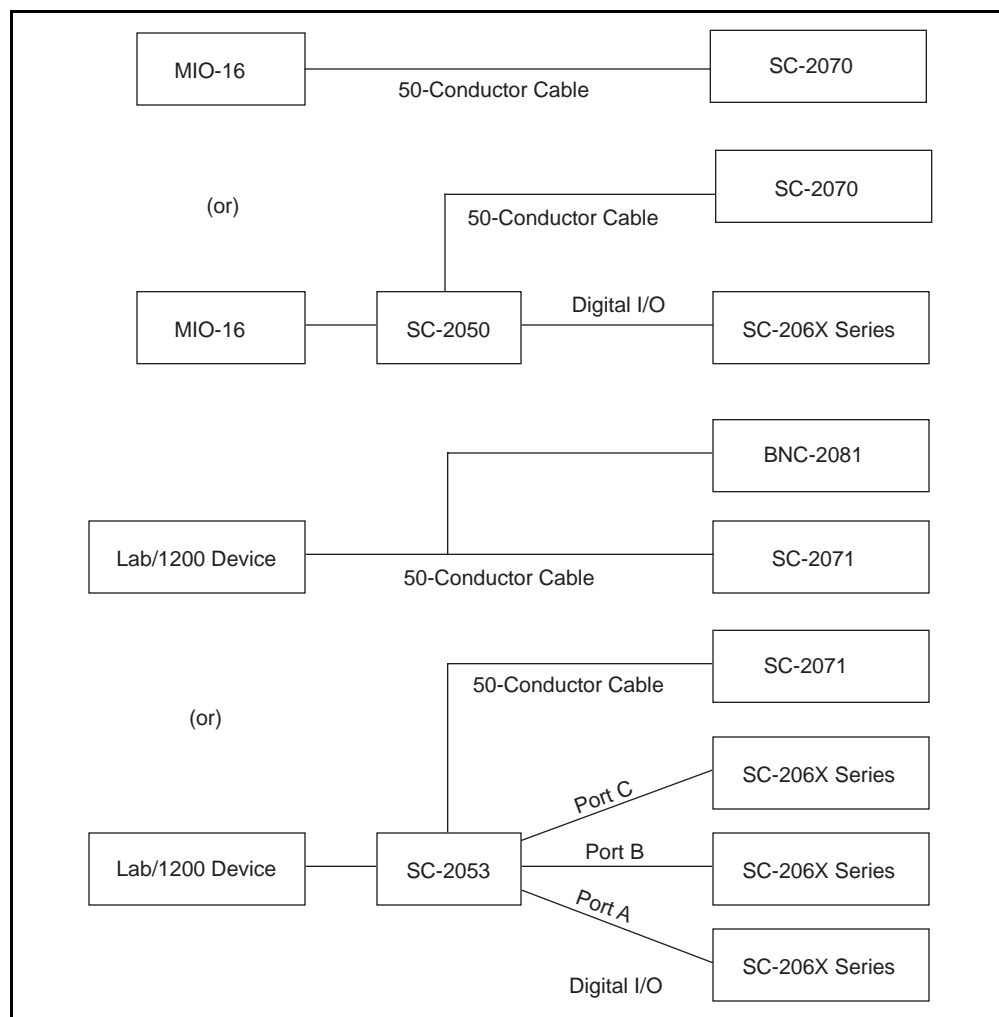 MIO-16
SC-2070
50-Conductor Cable
SC-2070
(or)
50-Conductor Cable
Digital I/O
MIO-16
SC-2050
SC-206X Series
BNC-2081
Lab/1200 Device
SC-2071
50-Conductor Cable
SC-2071
50-Conductor Cable
(or)
SC-206X Series
Port C
Port B
Lab/1200 Device
SC-2053
SC-206X Series
Port A
SC-206X Series
Digital I/O